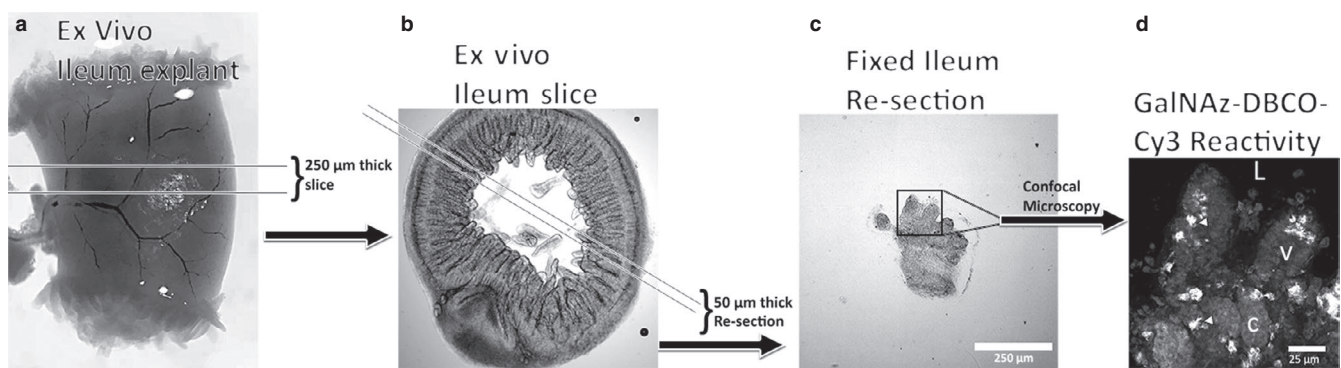 a
Ex Vivo
Ileum explant
250 µm thick
slice
b
Ex vivo
Ileum slice
50 µm thick
Re-section
c
Fixed Ileum
Re-section
250 µm
Confocal
Microscopy
d
GalNAz-DBCO-
Cy3 Reactivity
L
V
C
25 µm